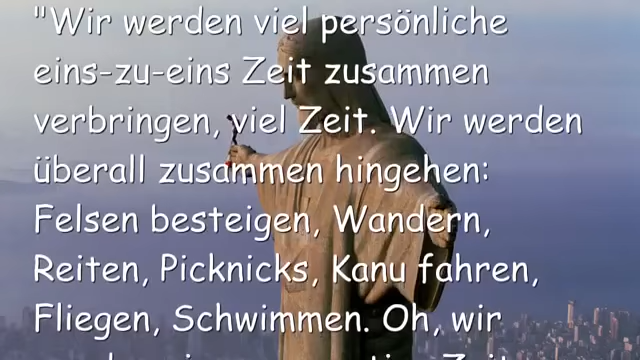 "Wir werden viel persönliche
eins-zu-eins Zeit zusammen
verbringen, viel Zeit. Wir werden
überall zusammen hingehen:
Felsen besteigen, Wandern,
Reiten, Picknicks, Kanu fahren,
Fliegen, Schwimmen. Oh, wir
Zeit